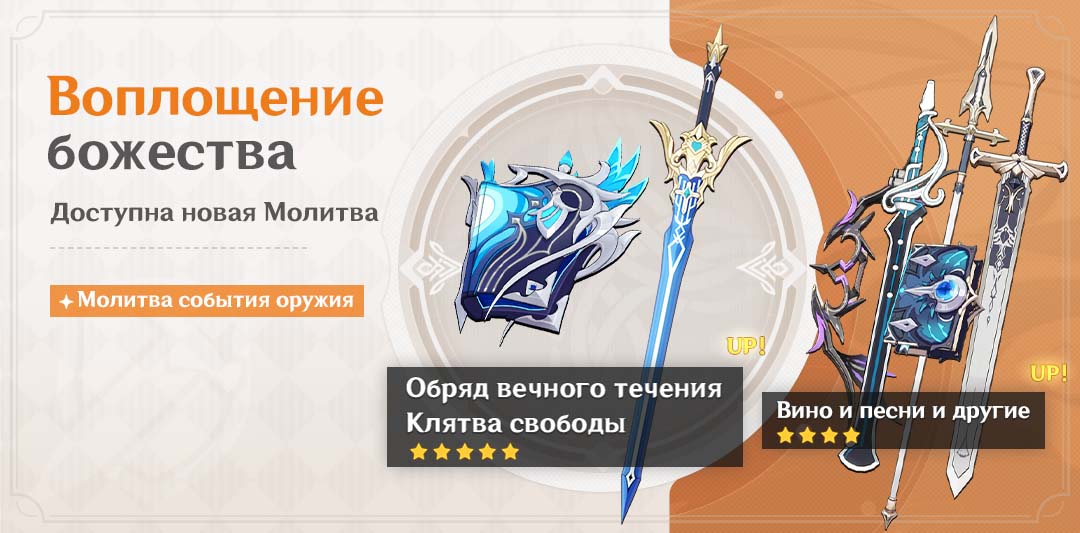 Воплощение
божества
Доступна новая Молитва
Молитва события оружия
UP!
Обряд вечного течения
Клятва свободы
UP!
Вино и песни и другие